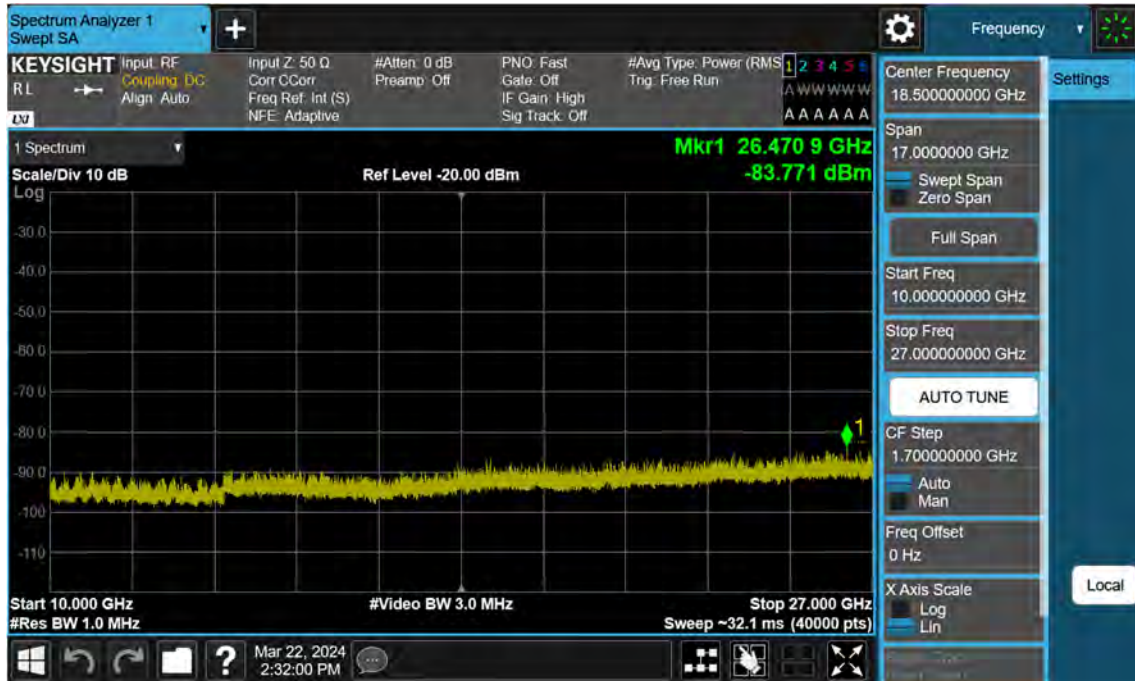 Spectrum Analyzer 1
Swept SA
Frequency
KEYSIGHT
RL
LXI
Input: RF
Coupling: DC
Align: Auto
Input Z: 50 Ω
Corr CCorr
Freq Ref: Int (S)
NFE: Adaptive
#Atten: 0 dB
Preamp: Off
PNO: Fast
Gate: Off
IF Gain: High
Sig Track: Off
#Avg Type: Power (RMS
Trig: Free Run
1 2 3 4 5 6
A W W W W W
A A A A A A
1 Spectrum
Scale/Div 10 dB
Ref Level -20.00 dBm
Mkr1 26.470 9 GHz
-83.771 dBm
Log
-30.0
-40.0
-50.0
-60.0
-70.0
-80.0
-90.0
-100
-110
1
Start 10.000 GHz
#Res BW 1.0 MHz
#Video BW 3.0 MHz
Stop 27.000 GHz
Sweep ~32.1 ms (40000 pts)
Mar 22, 2024
2:32:00 PM
Center Frequency
18.500000000 GHz
Span
17.0000000 GHz
Swept Span
Zero Span
Full Span
Start Freq
10.000000000 GHz
Stop Freq
27.000000000 GHz
AUTO TUNE
CF Step
1.700000000 GHz
Auto
Man
Freq Offset
0 Hz
X Axis Scale
Log
Lin
Settings
Local